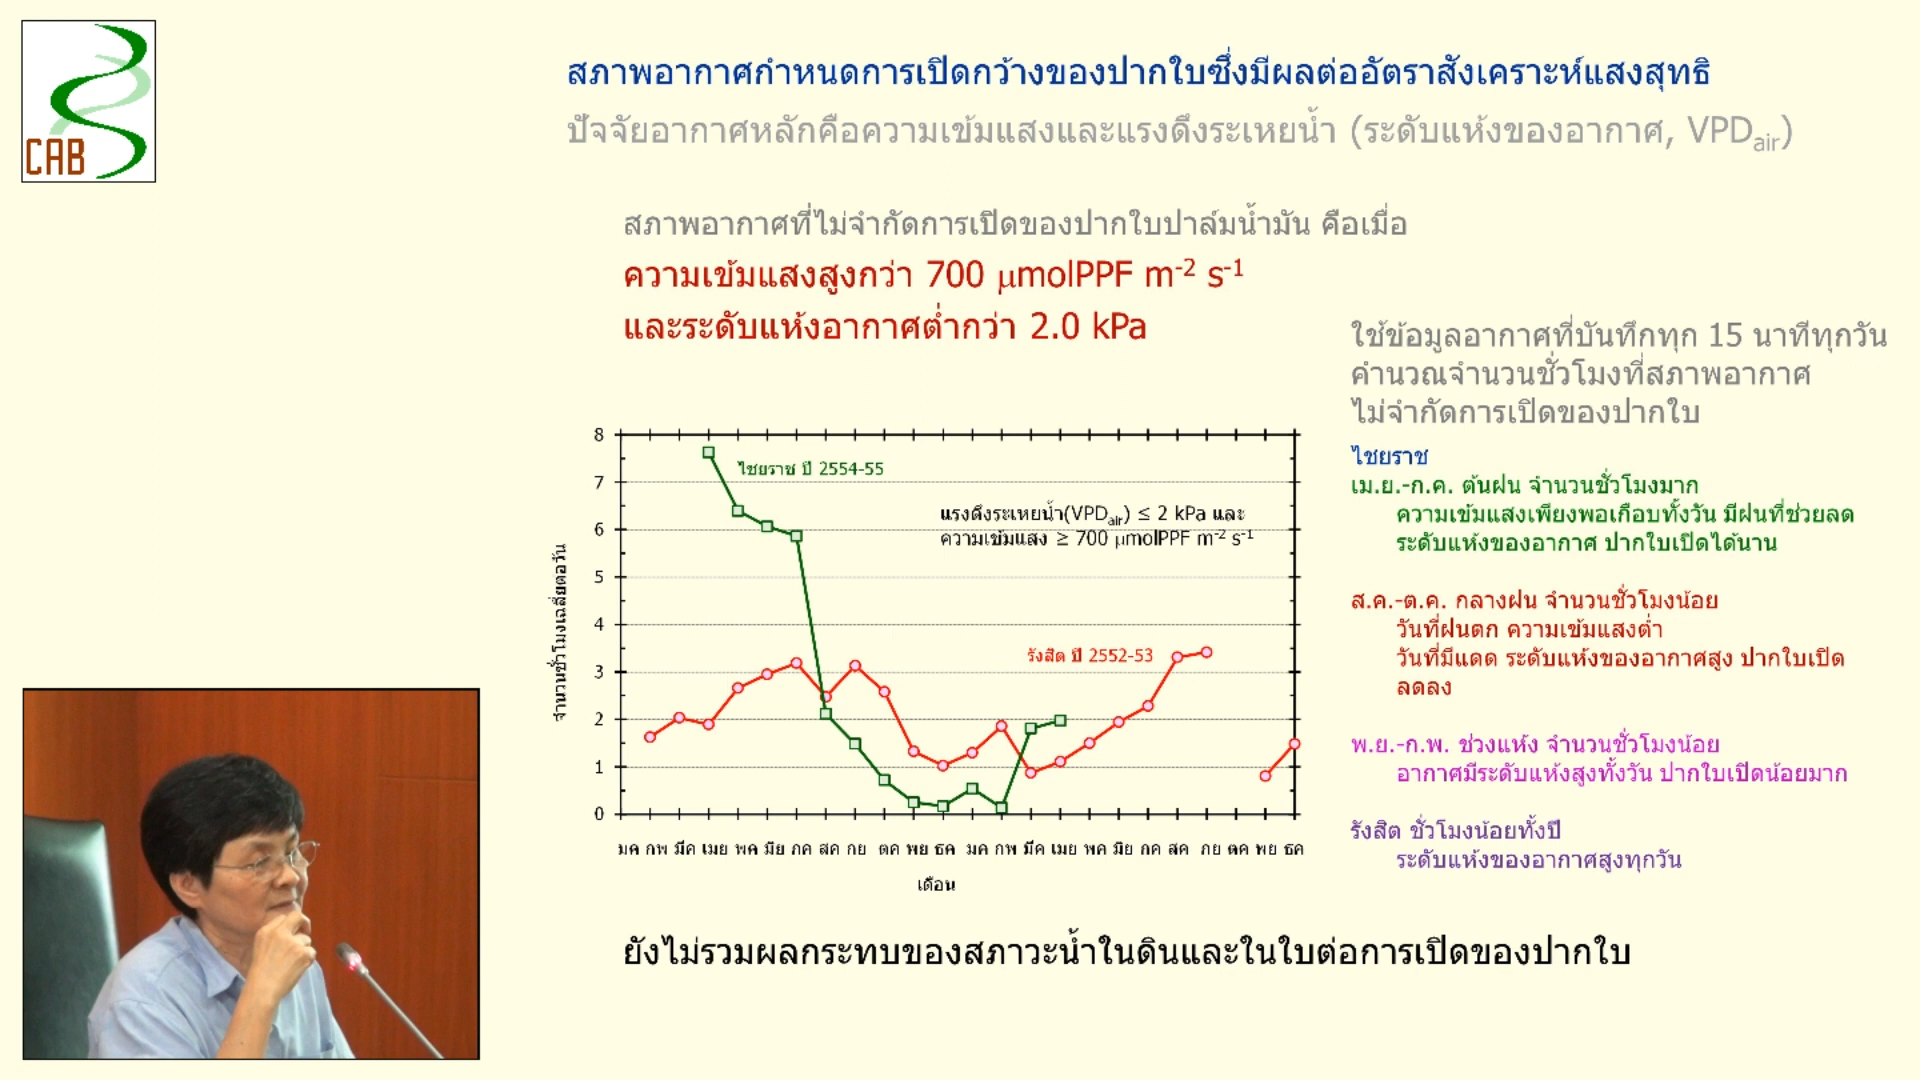 CAB
สภาพอากาศกำหนดการเปิดกว้างของปากใบซึ่งมีผลต่ออัตราสังเคราะห์แสงสุทธิ
ปัจจัยอากาศหลักคือความเข้มแสงและแรงดึงระเหยน้ำ (ระดับแห้งของอากาศ, VPDair)
สภาพอากาศที่ไม่จำกัดการเปิดของปากใบปาล์มน้ำมัน คือเมื่อ
ความเข้มแสงสูงกว่า 700 μmolPPF m-2 s-1
และระดับแห้งอากาศต่ำกว่า 2.0 kPa
ใช้ข้อมูลอากาศที่บันทึกทุก 15 นาทีทุกวัน
คำนวณจำนวนชั่วโมงที่สภาพอากาศ
ไม่จำกัดการเปิดของปากใบ
ไชยราช
เม.ย.-ก.ค. ต้นฝน จำนวนชั่วโมงมาก
ความเข้มแสงเพียงพอเกือบทั้งวัน มีฝนที่ช่วยลด
ระดับแห้งของอากาศ ปากใบเปิดได้นาน
ส.ค.-ต.ค. กลางฝน จำนวนชั่วโมงน้อย
วันที่ฝนตก ความเข้มแสงต่ำ
วันที่มีแดด ระดับแห้งของอากาศสูง ปากใบเปิด
ลดลง
พ.ย.-ก.พ. ช่วงแห้ง จำนวนชั่วโมงน้อย
อากาศมีระดับแห้งสูงทั้งวัน ปากใบเปิดน้อยมาก
รังสิต ชั่วโมงน้อยทั้งปี
ระดับแห้งของอากาศสูงทุกวัน
จำนวนชั่วโมงเฉลี่ยต่อวัน
8
7
6
5
4
3
2
1
0
ไชยราช ปี 2554-55
แรงดึงระเหยน้ำ(VPDair) ≤ 2 kPa และ
ความเข้มแสง ≥ 700 μmolPPF m-2 s-1
รังสิต ปี 2552-53
มค กพ มีค เมย พค มิย กค สค กย ตค พย ธค มค กพ มีค เมย พค มิย กค สค กย ตค พย ธค
เดือน
ยังไม่รวมผลกระทบของสภาวะน้ำในดินและในใบต่อการเปิดของปากใบ